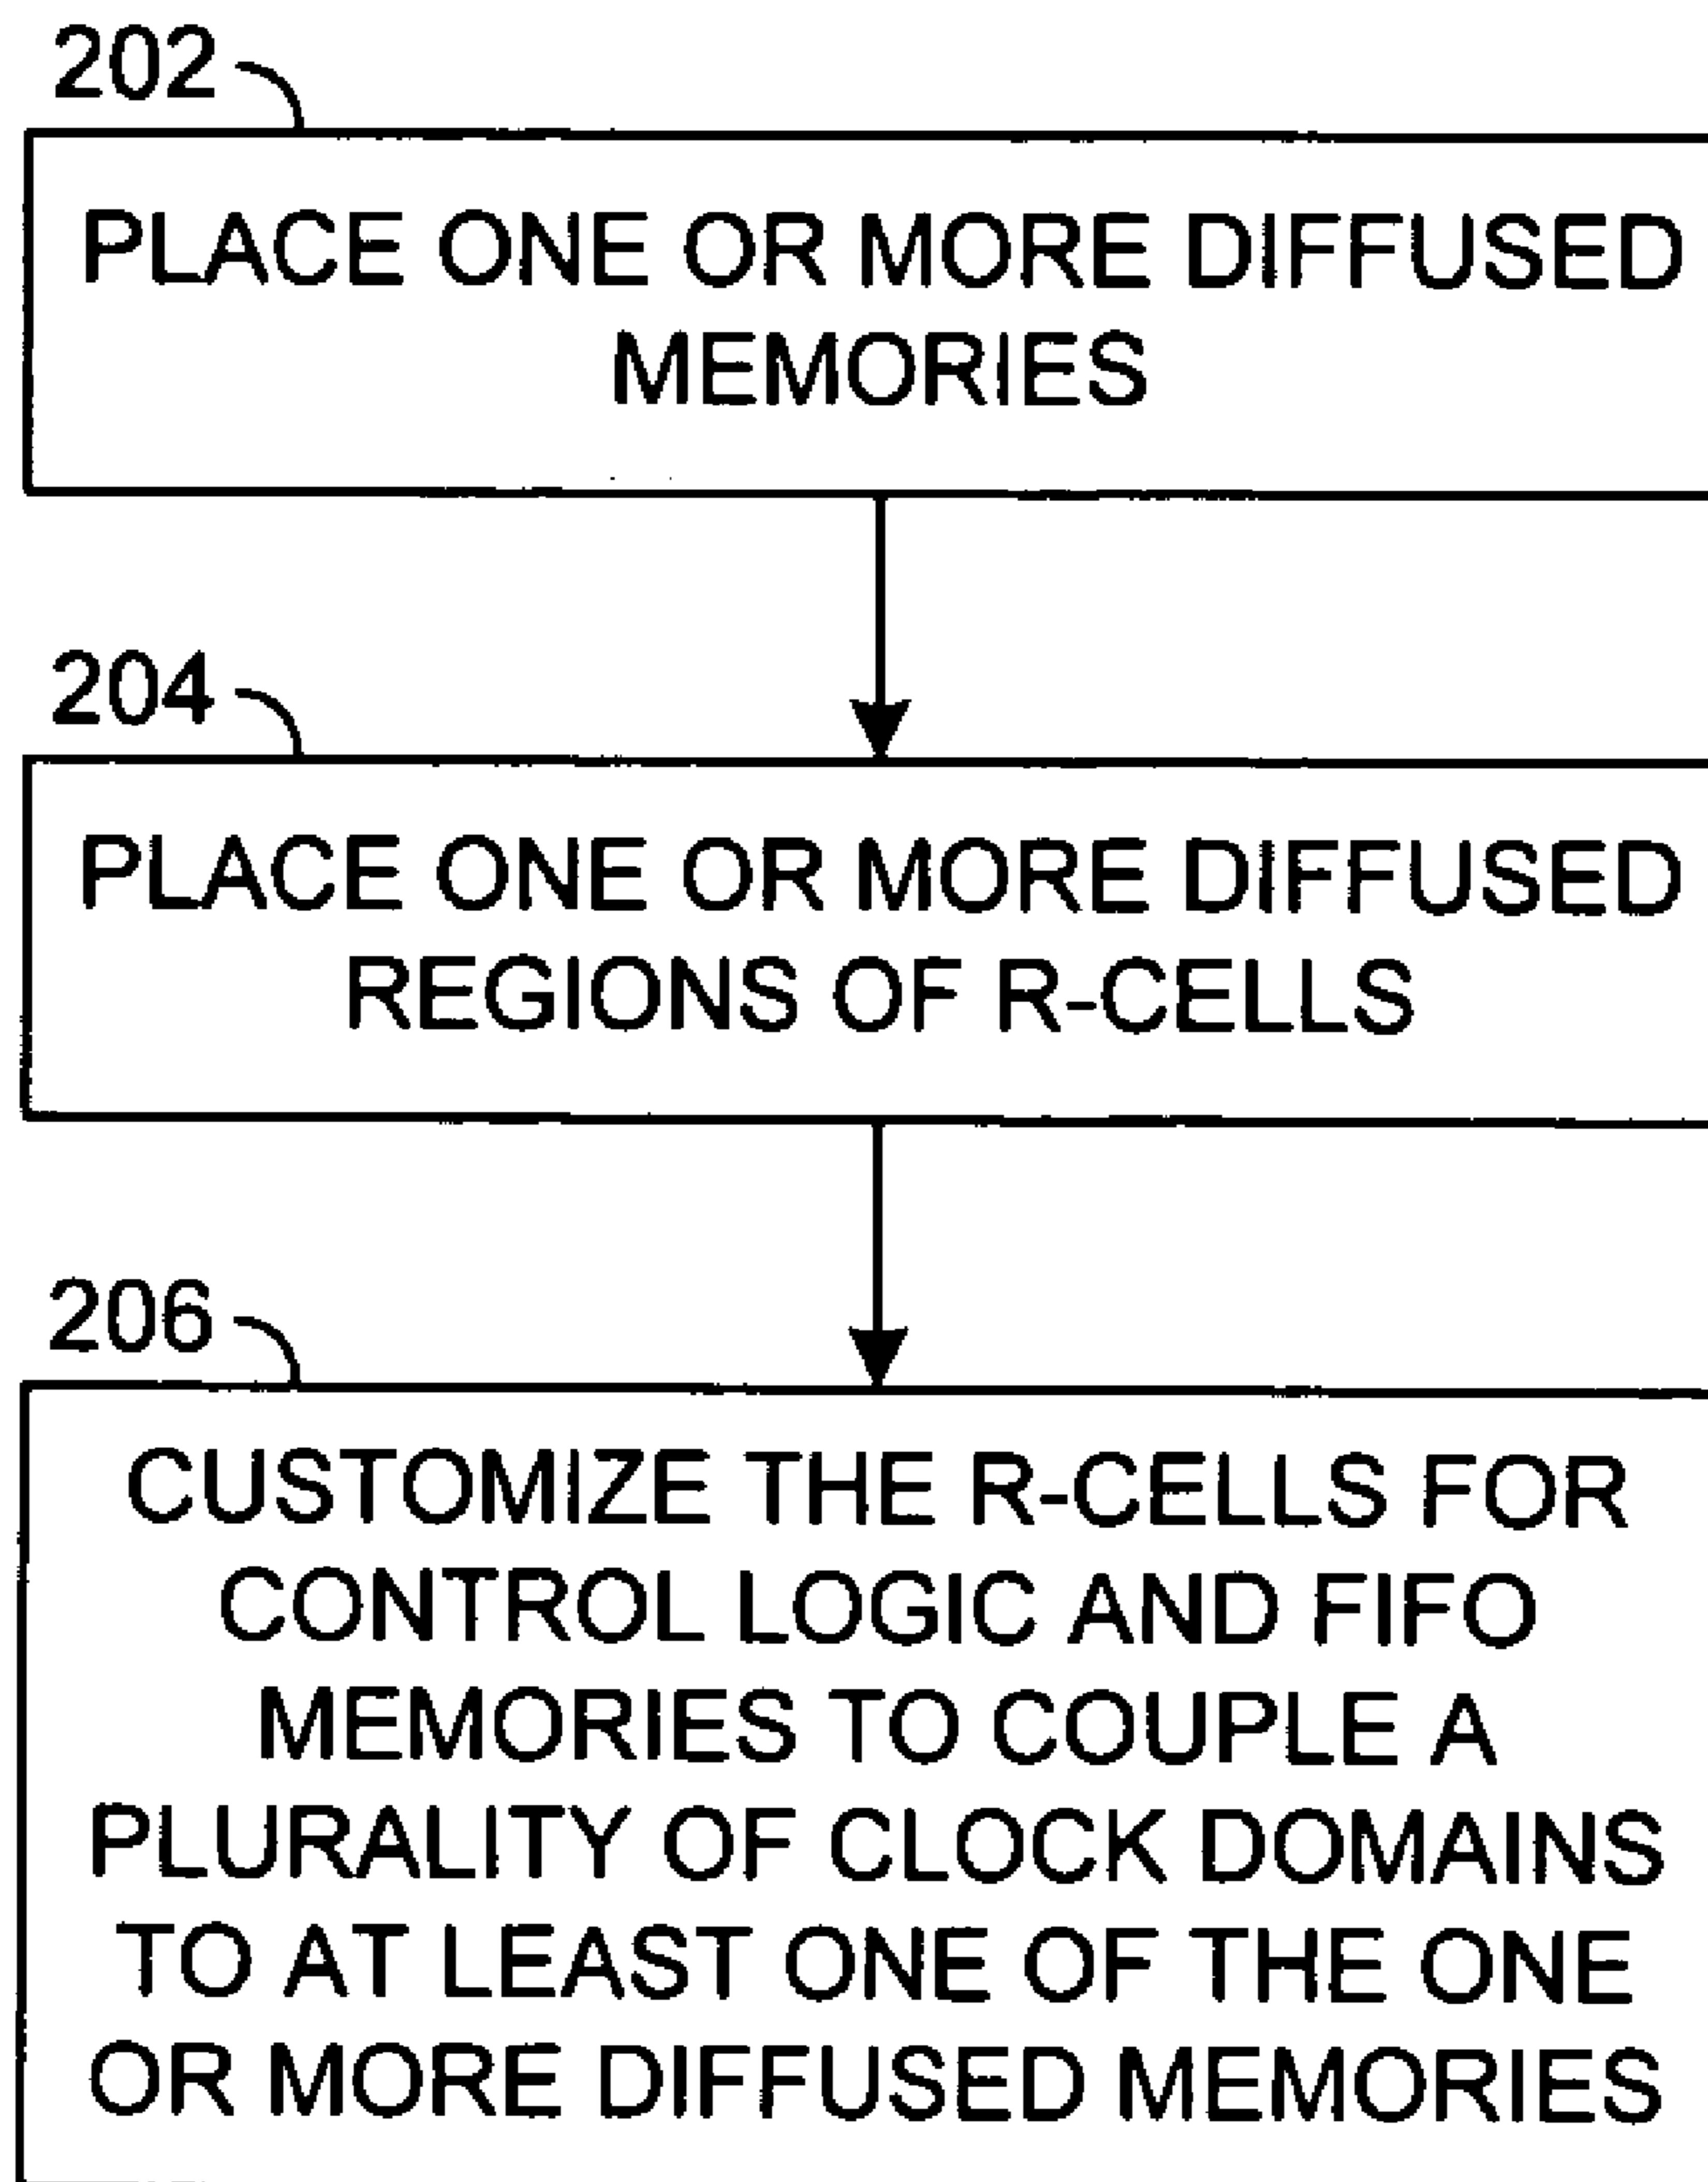 202
PLACE ONE OR MORE DIFFUSED
MEMORIES
204
PLACE ONE OR MORE DIFFUSED
REGIONS OF R-CELLS
206
CUSTOMIZE THE R-CELLS FOR
CONTROL LOGIC AND FIFO
MEMORIES TO COUPLE A
PLURALITY OF CLOCK DOMAINS
TO AT LEAST ONE OF THE ONE
OR MORE DIFFUSED MEMORIES